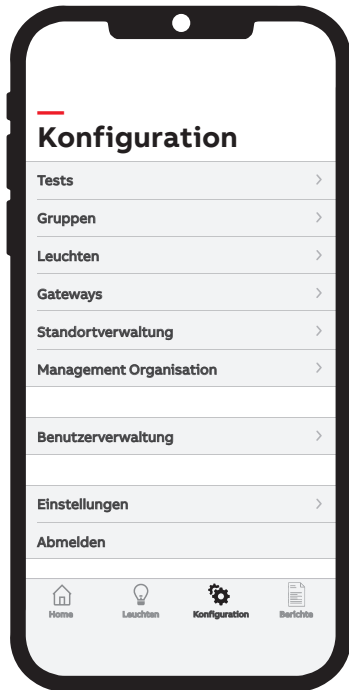 Konfiguration
Tests
Gruppen
Leuchten
Gateways
Standortverwaltung
Management Organisation
Benutzerverwaltung
Einstellungen
Abmelden
Home Leuchten Konfiguration Berichte